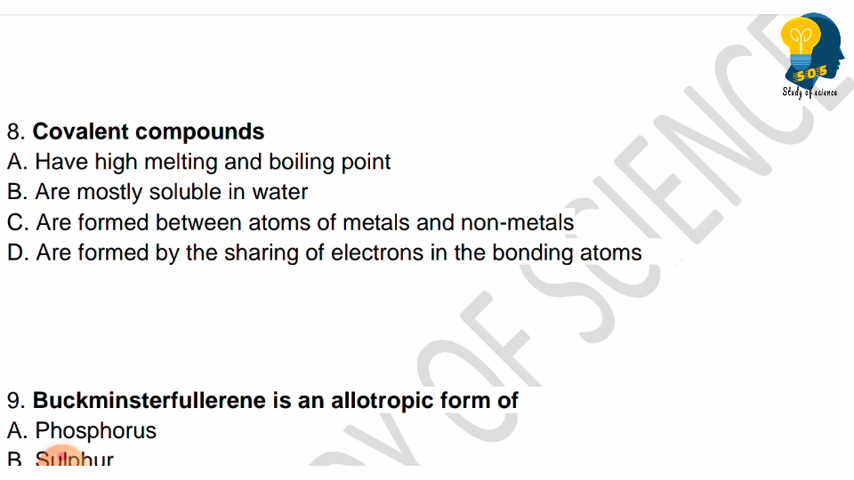 S·O·S
Study of science
8. Covalent compounds
A. Have high melting and boiling point
B. Are mostly soluble in water
C. Are formed between atoms of metals and non-metals
D. Are formed by the sharing of electrons in the bonding atoms
Y OF SCIENCE
9. Buckminsterfullerene is an allotropic form of
A. Phosphorus
B. Sulphur